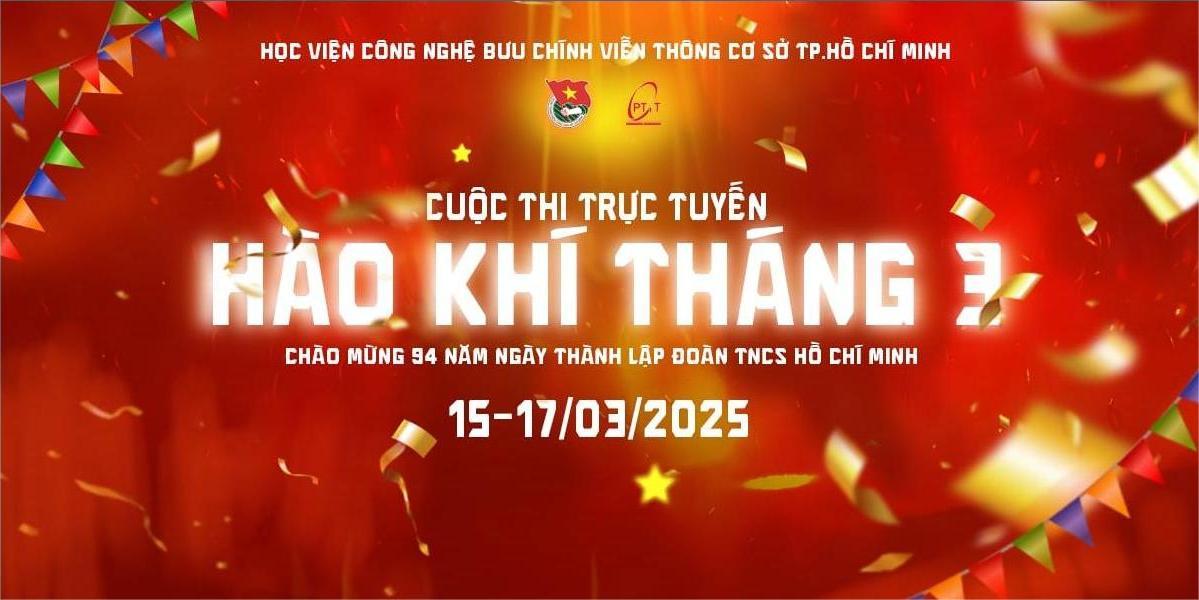 HỌC VIỆN CÔNG NGHỆ BƯU CHÍNH VIỄN THÔNG CƠ SỞ TP.HỒ CHÍ MINH
PTIT
CUỘC THI TRỰC TUYẾN
HÀO KHÍ THÁNG 3
CHÀO MỪNG 94 NĂM NGÀY THÀNH LẬP ĐOÀN TNCS HỒ CHÍ MINH
15-17/03/2025